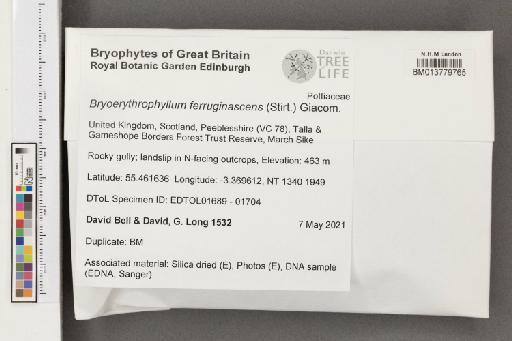 Bryophytes of Great Britain
Royal Botanic Garden Edinburgh
Darwin
TREE
LIFE
N.H.M London
BM013779765
Pottiaceae
Bryoerythrophyllum ferruginascens (Stirt.) Giacom.
United Kingdom, Scotland, Peeblesshire (VC 78), Talla &
Gameshope Borders Forest Trust Reserve, March Sike
Rocky gully; landslip in N-facing outcrops, Elevation: 453 m
Latitude: 55.461636 Longitude: -3.369612, NT 1340 1949
DToL Specimen ID: EDTOL01689 - 01704
David Bell & David, G. Long 1532 7 May 2021
Duplicate: BM
Associated material: Silica dried (E), Photos (E), DNA sample
(EDNA, Sanger)